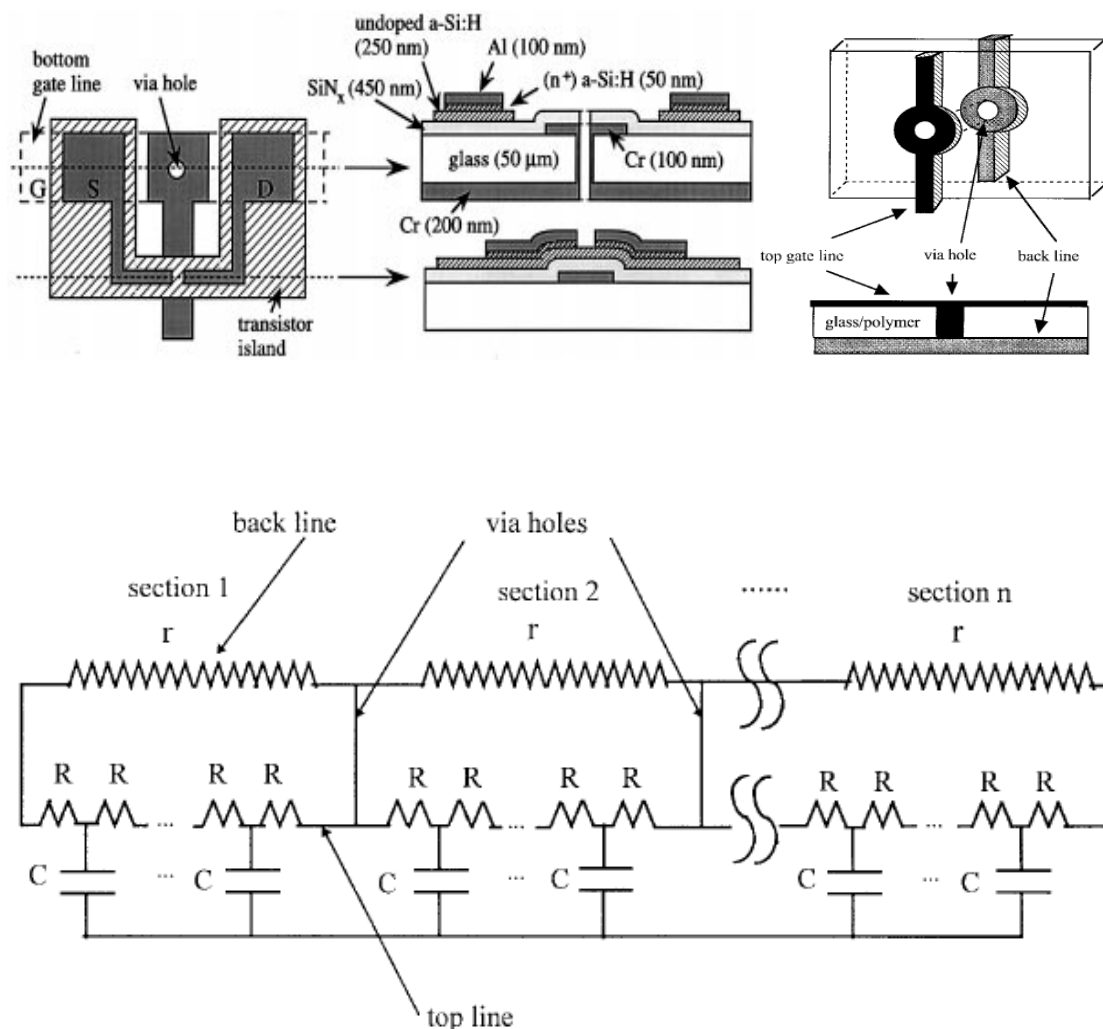 undoped a-Si:H
(250 nm)
Al (100 nm)
bottom
gate line
via hole
SiNₓ (450 nm)
(n⁺) a-Si:H (50 nm)
glass (50 μm)
Cr (100 nm)
G
S
D
Cr (200 nm)
transistor
island
top gate line
via hole
back line
glass/polymer
back line
via holes
section 1
section 2
......
section n
r
r
r
R R R R
R R R R
R R R R
... ... ...
C ... C C ... C C ... C
top line